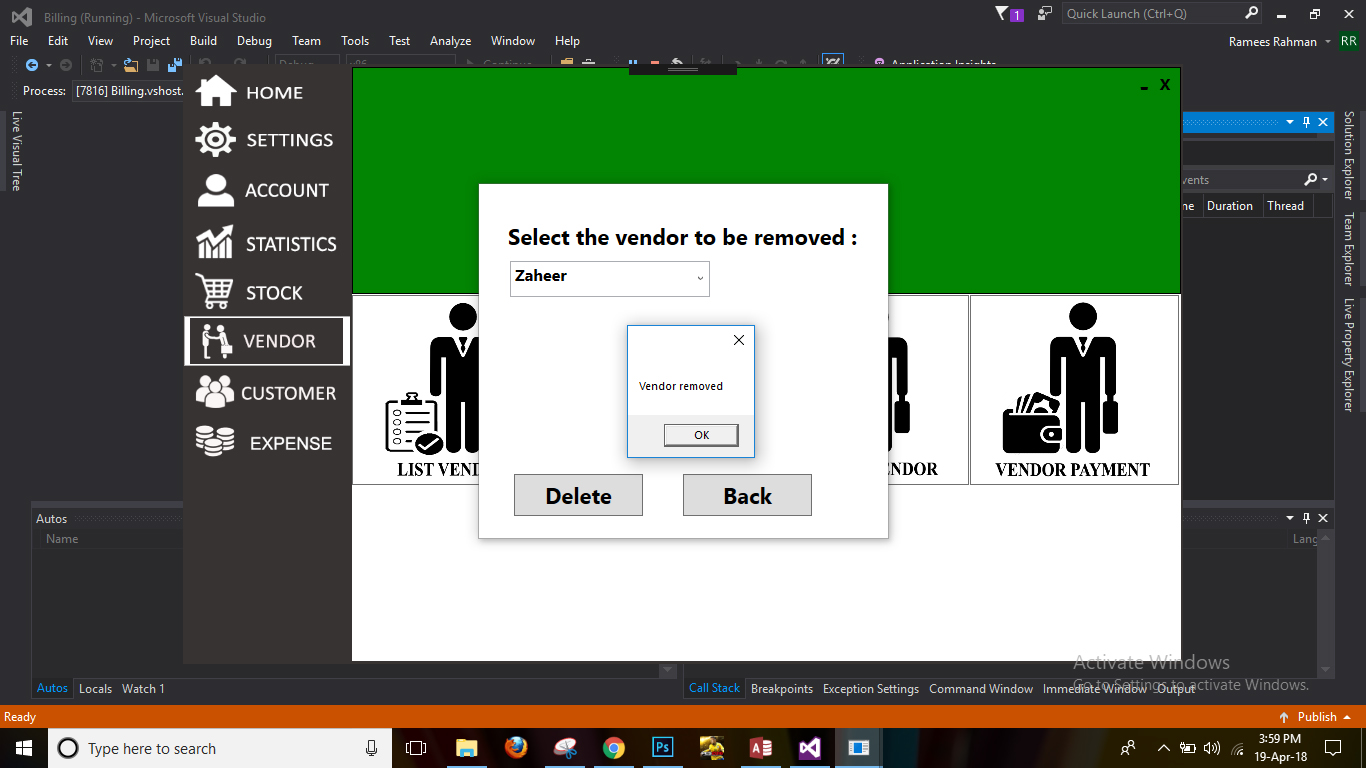 Billing (Running) - Microsoft Visual Studio
1
Quick Launch (Ctrl+Q)
File Edit View Project Build Debug Team Tools Test Analyze Window Help
Ramees Rahman RR
Application Insights
Process: [7816] Billing.vshost.
Live Visual Tree
HOME
SETTINGS
ACCOUNT
STATISTICS
STOCK
VENDOR
CUSTOMER
EXPENSE
X
Select the vendor to be removed :
Zaheer
Vendor removed
OK
Delete Back
LIST VEND
NDOR
VENDOR PAYMENT
vents
ne Duration Thread
Solution Explorer
Team Explorer
Live Property Explorer
Autos
Name
Lang
Autos Locals Watch 1
Call Stack Breakpoints Exception Settings Command Window Immediate Window Output
Activate Windows
Go to Settings to activate Windows.
Ready
Publish
Type here to search
Ps
3:59 PM
19-Apr-18